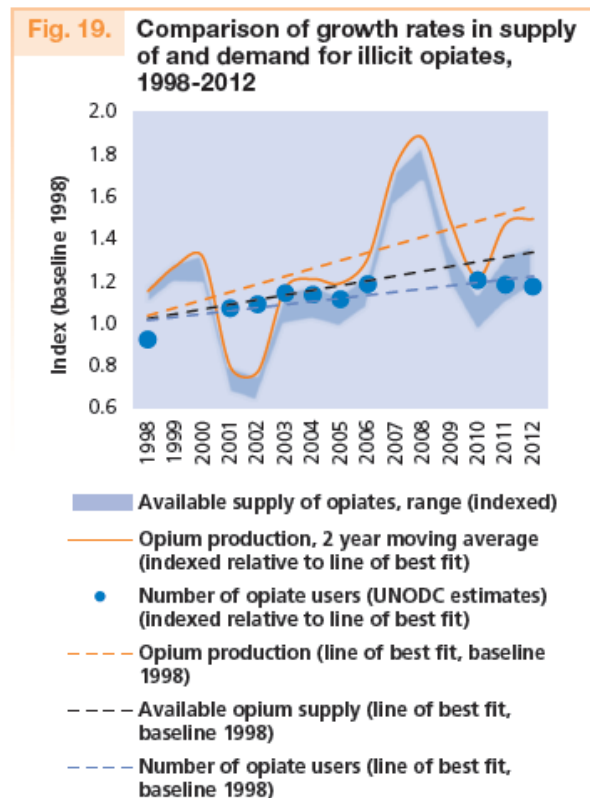 Fig. 19. Comparison of growth rates in supply
of and demand for illicit opiates,
1998-2012
Index (baseline 1998)
2.0
1.8
1.6
1.4
1.2
1.0
0.8
0.6
1998
1999
2000
2001
2002
2003
2004
2005
2006
2007
2008
2009
2010
2011
2012
Available supply of opiates, range (indexed)
Opium production, 2 year moving average
(indexed relative to line of best fit)
Number of opiate users (UNODC estimates)
(indexed relative to line of best fit)
Opium production (line of best fit, baseline
1998)
Available opium supply (line of best fit,
baseline 1998)
Number of opiate users (line of best fit,
baseline 1998)